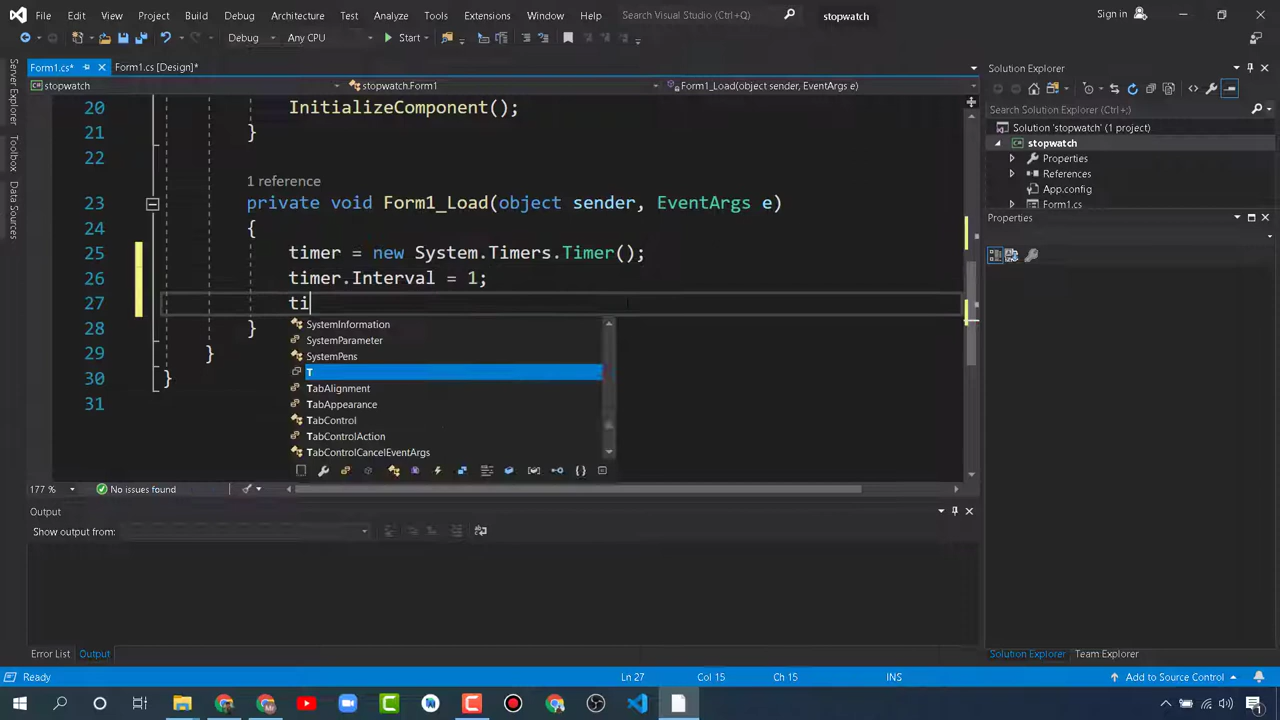 File Edit View Project Build Debug Architecture Test Analyze Tools Extensions Window Help Search Visual Studio (Ctrl+Q) stopwatch Sign in
Debug Any CPU Start
Form1.cs* Form1.cs [Design]*
Solution Explorer
stopwatch stopwatch.Form1 Form1_Load(object sender, EventArgs e)
Server Explorer
Toolbox
Data Sources
20 InitializeComponent();
21 }
22
1 reference
23 private void Form1_Load(object sender, EventArgs e)
24 {
25 timer = new System.Timers.Timer();
26 timer.Interval = 1;
27 ti
28 }
29 }
30 }
31
SystemInformation
SystemParameter
SystemPens
T
TabAlignment
TabAppearance
TabControl
TabControlAction
TabControlCancelEventArgs
177 % No issues found
Search Solution Explorer (Ctrl+;)
Solution 'stopwatch' (1 project)
stopwatch
Properties
References
App.config
Form1.cs
Properties
Output
Show output from:
Error List Output
Solution Explorer Team Explorer
Ready Ln 27 Col 15 Ch 15 INS Add to Source Control